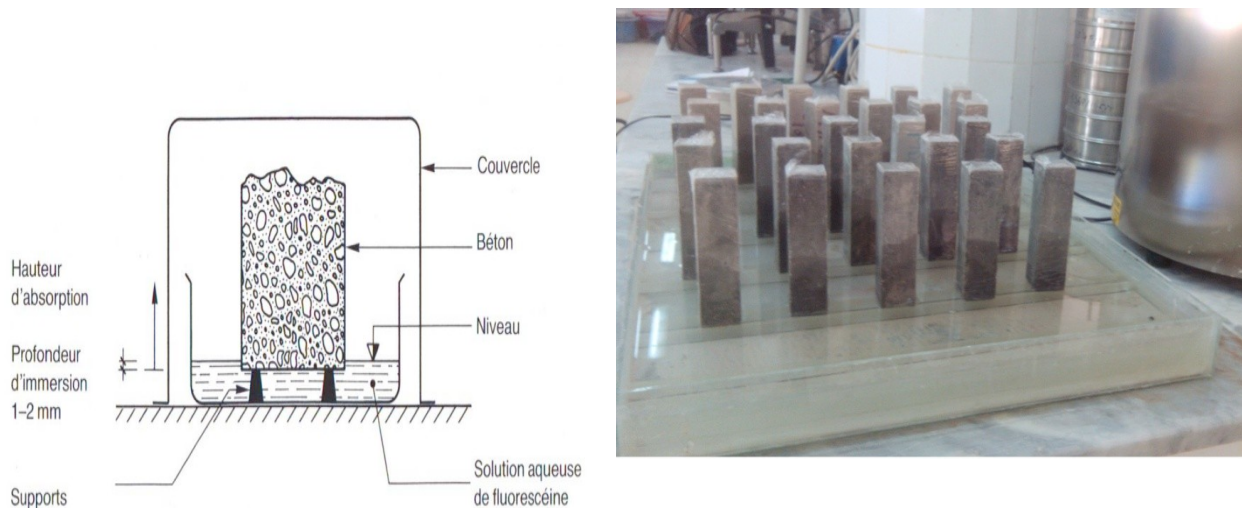 Couvercle
Béton
Hauteur
d'absorption
Niveau
Profondeur
d'immersion
1–2 mm
Solution aqueuse
de fluorescéine
Supports